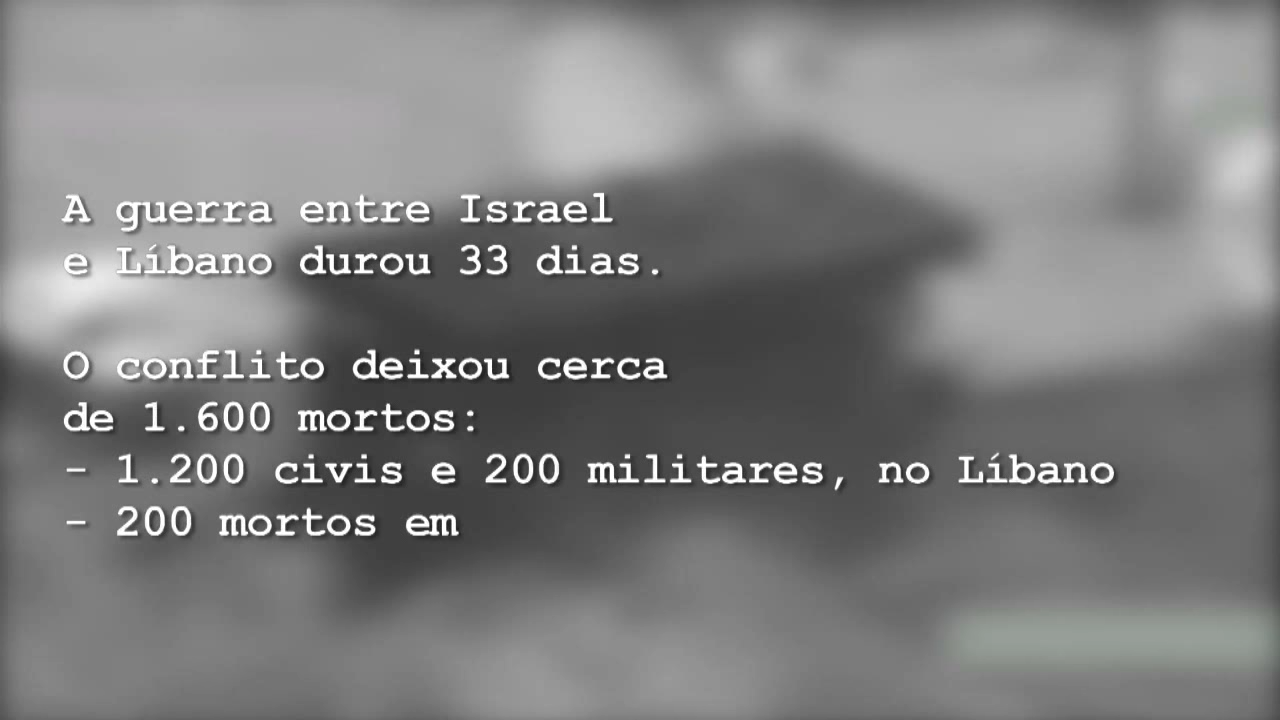 A guerra entre Israel
e Líbano durou 33 dias.
O conflito deixou cerca
de 1.600 mortos:
- 1.200 civis e 200 militares, no Líbano
- 200 mortos em